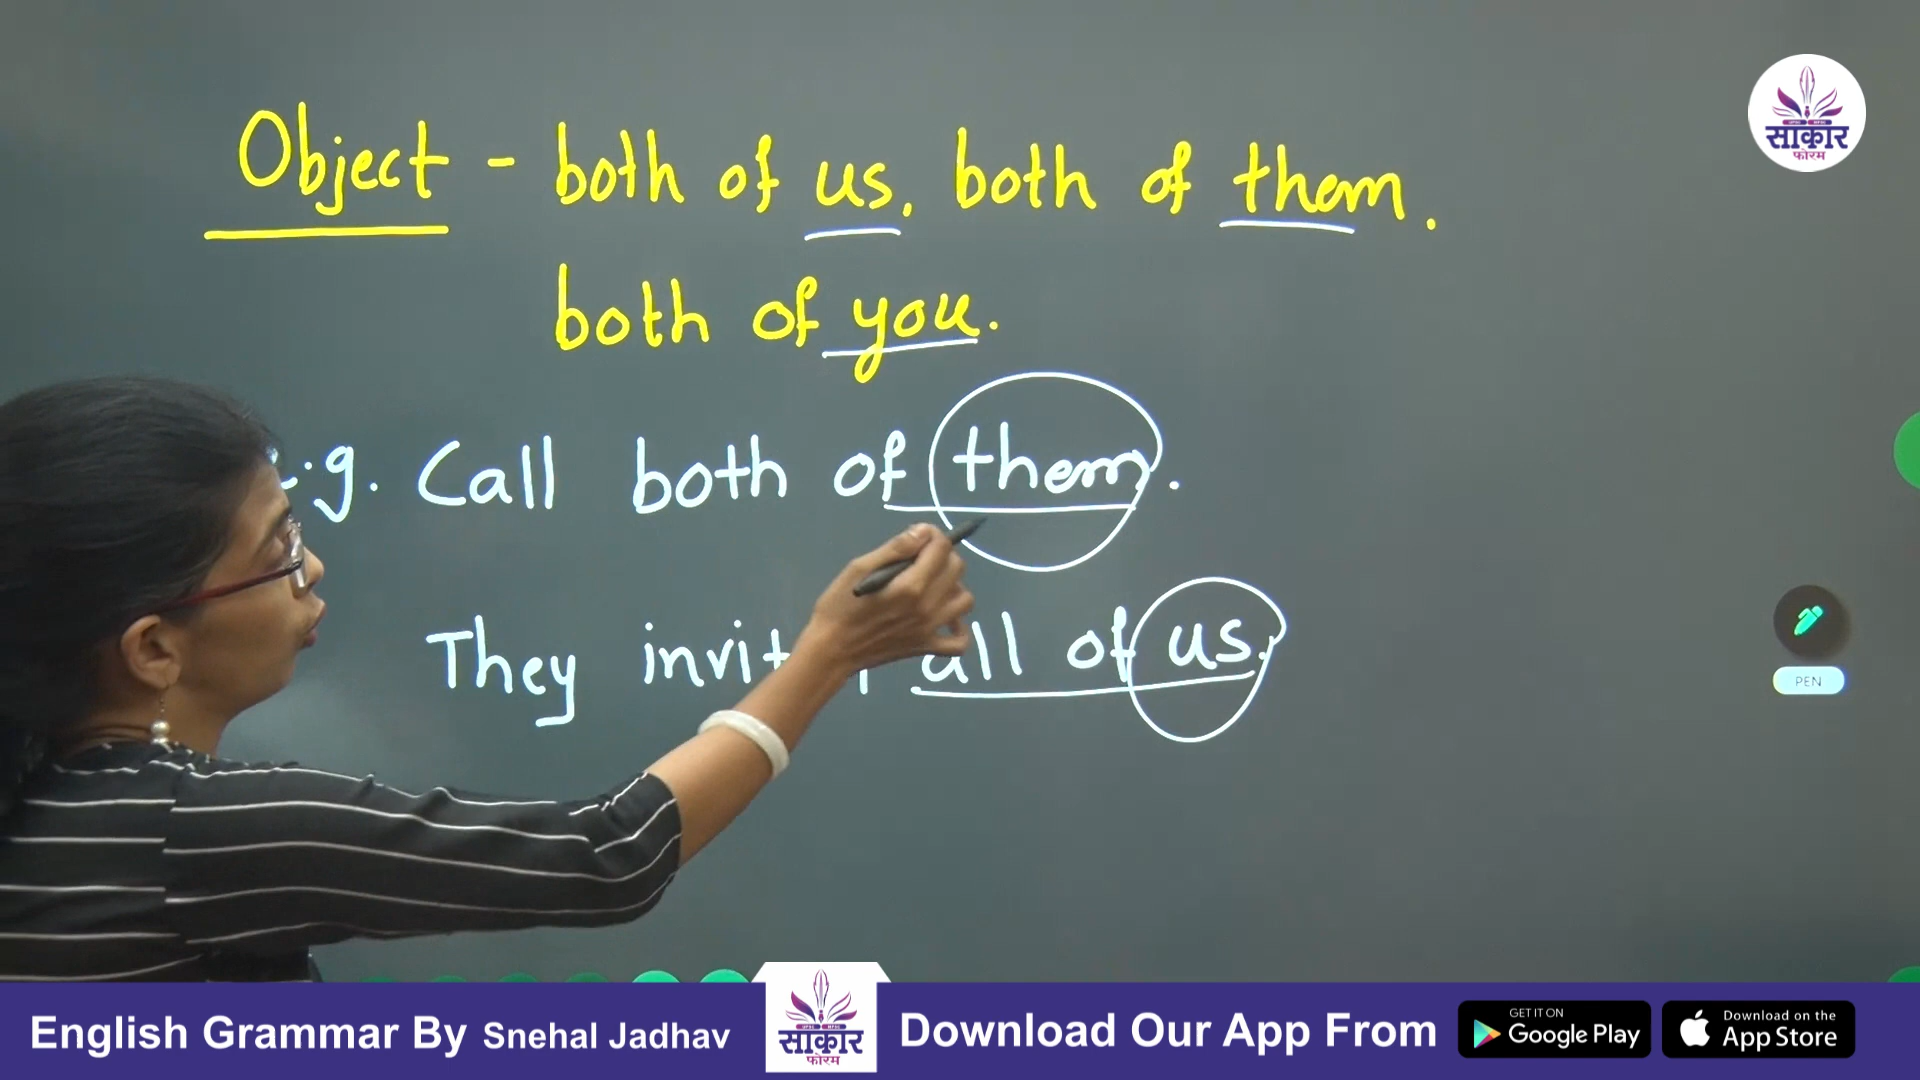 साकार
फोरम
Object - both of us, both of them.
both of you.
.g. Call both of them.
They all of us.
PEN
English Grammar By Snehal Jadhav
साकार
फोरम
Download Our App From
GET IT ON
Google Play
Download on the
App Store